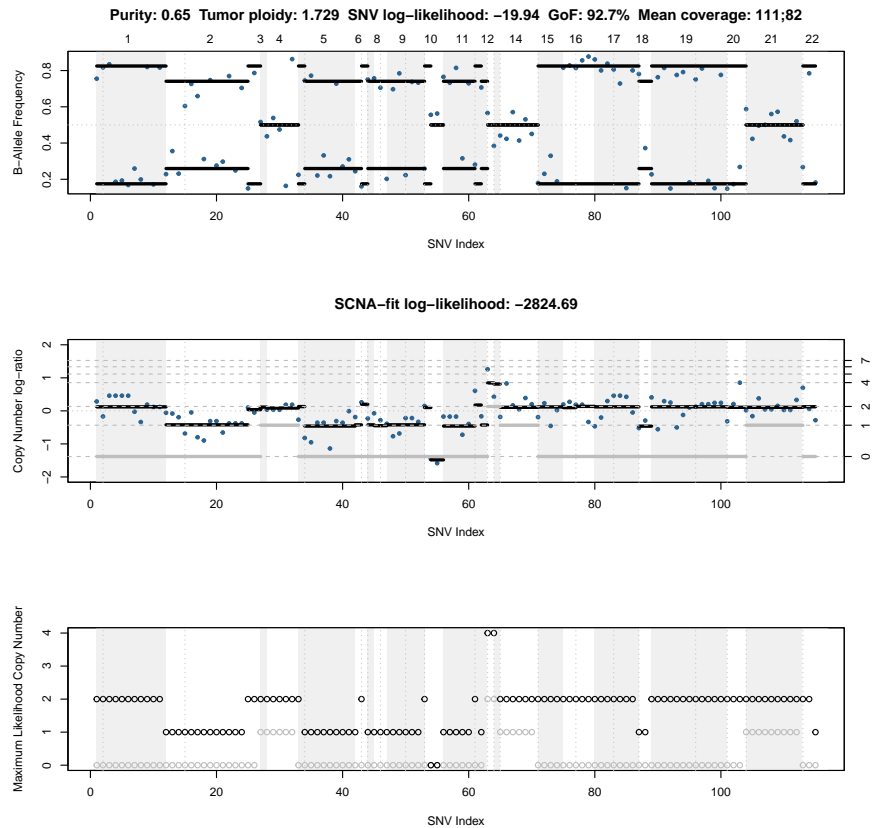 Purity: 0.65 Tumor ploidy: 1.729 SNV log−likelihood: −19.94 GoF: 92.7% Mean coverage: 111;82
1 2 3 4 5 6 8 9 10 11 12 14 15 16 17 18 19 20 21 22
B−Allele Frequency
0.8
0.6
0.4
0.2
0 20 40 60 80 100
SNV Index
SCNA−fit log−likelihood: −2824.69
Copy Number log−ratio
2
1
0
−1
−2
7
4
2
1
0
0 20 40 60 80 100
SNV Index
Maximum Likelihood Copy Number
4
3
2
1
0
0 20 40 60 80 100
SNV Index